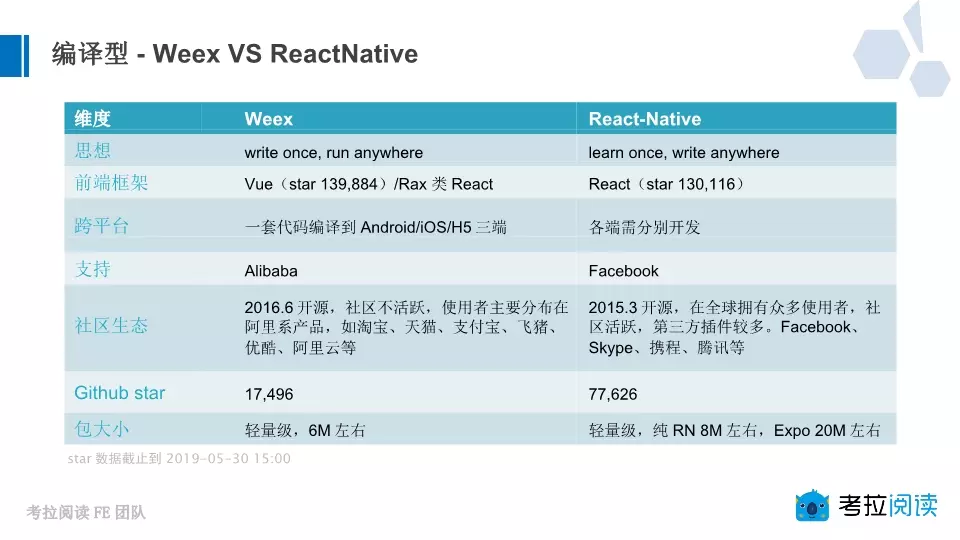 编译型 - Weex VS ReactNative
维度 Weex React-Native
思想 write once, run anywhere learn once, write anywhere
前端框架 Vue（star 139,884）/Rax 类 React React（star 130,116）
跨平台 一套代码编译到 Android/iOS/H5 三端 各端需分别开发
支持 Alibaba Facebook
社区生态
2016.6 开源，社区不活跃，使用者主要分布在
阿里系产品，如淘宝、天猫、支付宝、飞猪、
优酷、阿里云等
2015.3 开源，在全球拥有众多使用者，社
区活跃，第三方插件较多。Facebook、
Skype、携程、腾讯等
Github star 17,496 77,626
包大小 轻量级，6M 左右 轻量级，纯 RN 8M 左右，Expo 20M 左右
star 数据截止到 2019-05-30 15:00
考拉阅读 FE 团队
考拉阅读